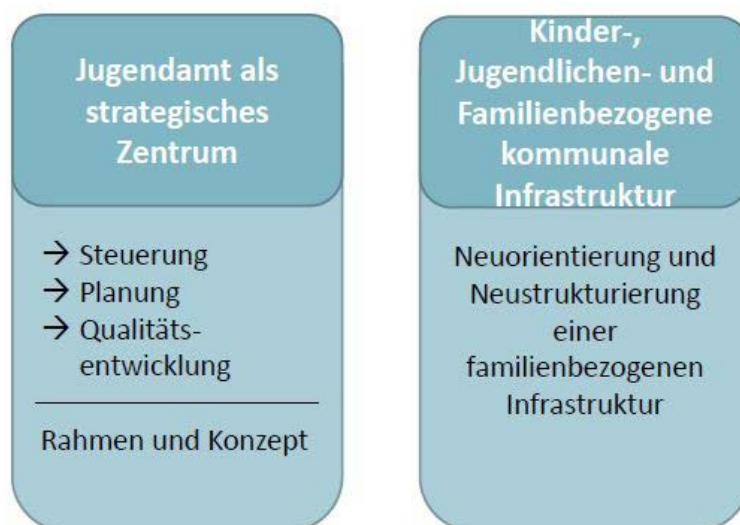 Jugendamt als
strategisches
Zentrum
→ Steuerung
→ Planung
→ Qualitäts-
entwicklung
Rahmen und Konzept
Kinder-,
Jugendlichen- und
Familienbezogene
kommunale
Infrastruktur
Neuorientierung und
Neustrukturierung
einer
familienbezogenen
Infrastruktur